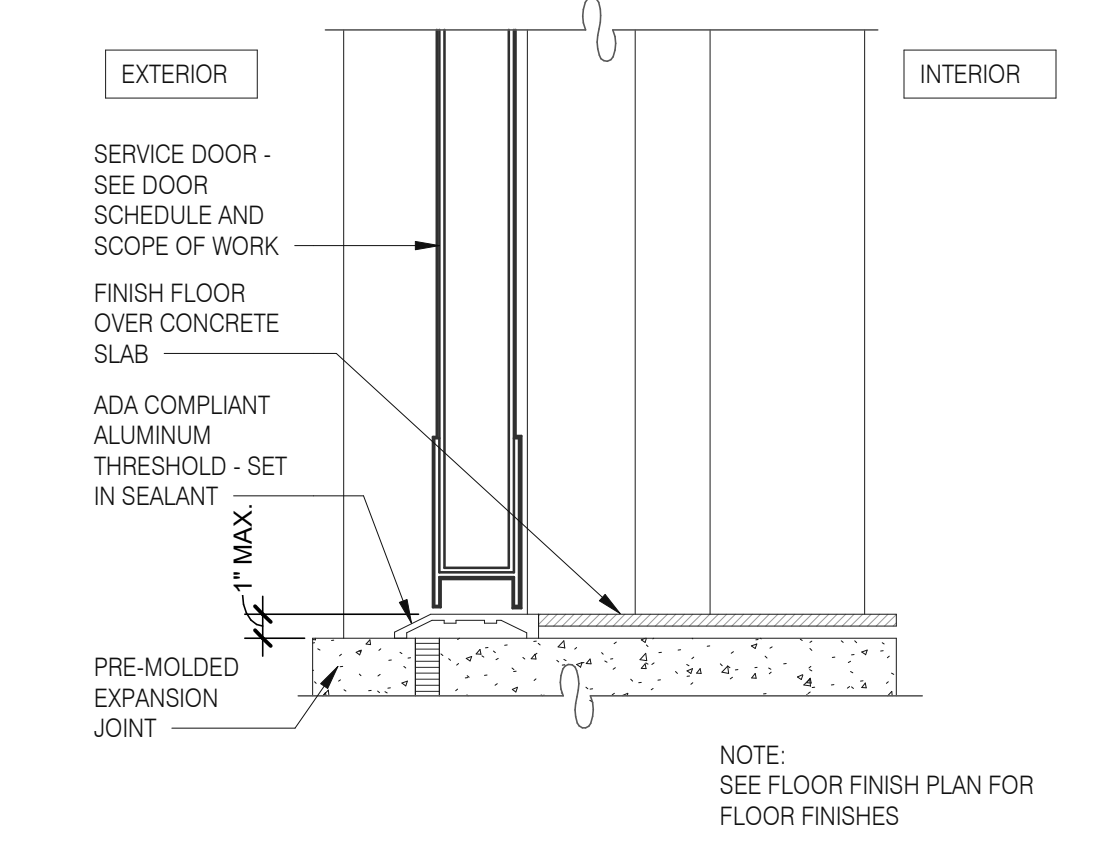 EXTERIOR
INTERIOR
SERVICE DOOR -
SEE DOOR
SCHEDULE AND
SCOPE OF WORK
FINISH FLOOR
OVER CONCRETE
SLAB
ADA COMPLIANT
ALUMINUM
THRESHOLD - SET
IN SEALANT
1" MAX.
PRE-MOLDED
EXPANSION
JOINT
NOTE:
SEE FLOOR FINISH PLAN FOR
FLOOR FINISHES